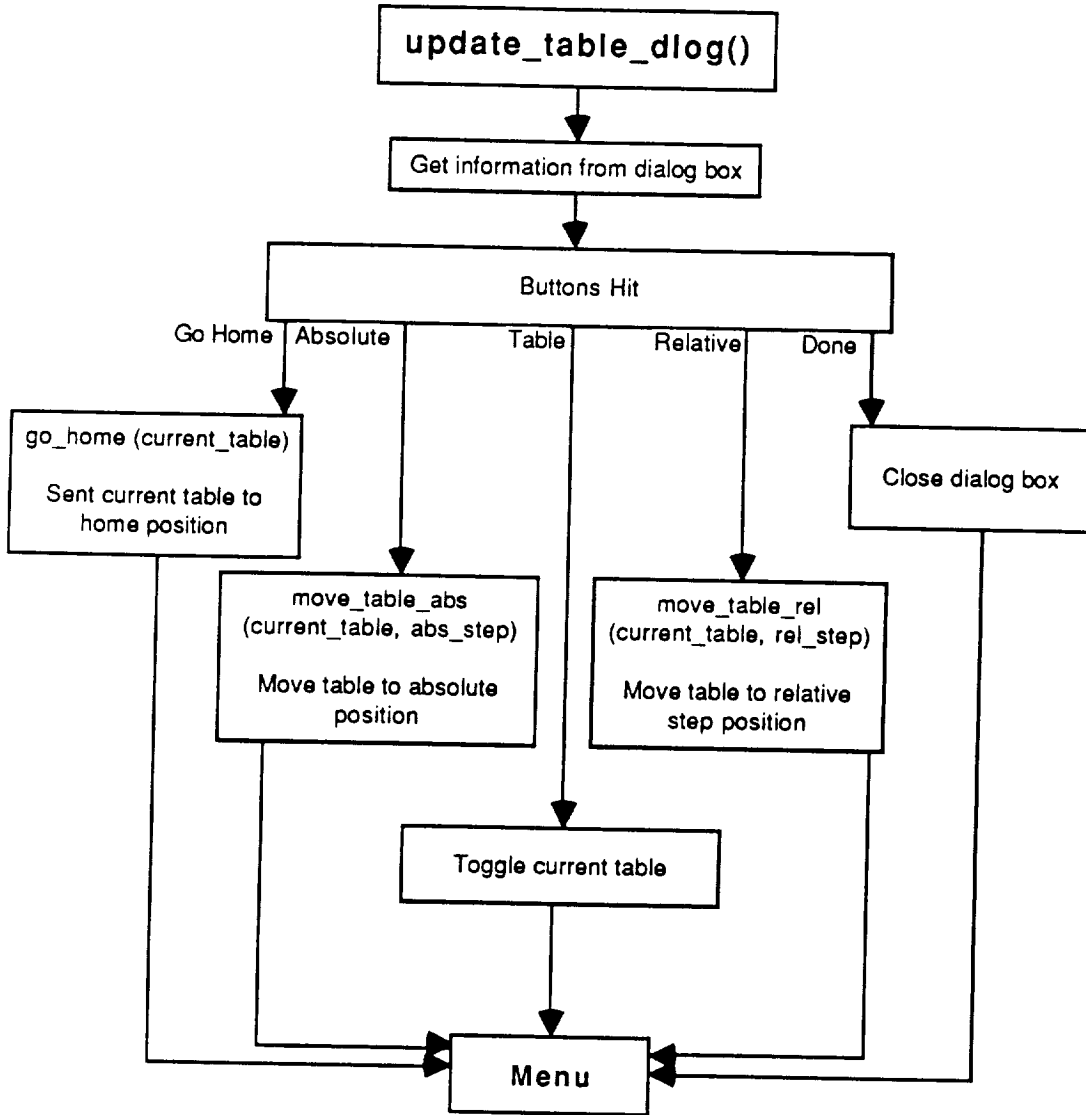 update_table_dlog()
Get information from dialog box
Buttons Hit
Go Home
Absolute
Table
Relative
Done
go_home (current_table)
Sent current table to
home position
Close dialog box
move_table_abs
(current_table, abs_step)
Move table to absolute
position
move_table_rel
(current_table, rel_step)
Move table to relative
step position
Toggle current table
Menu